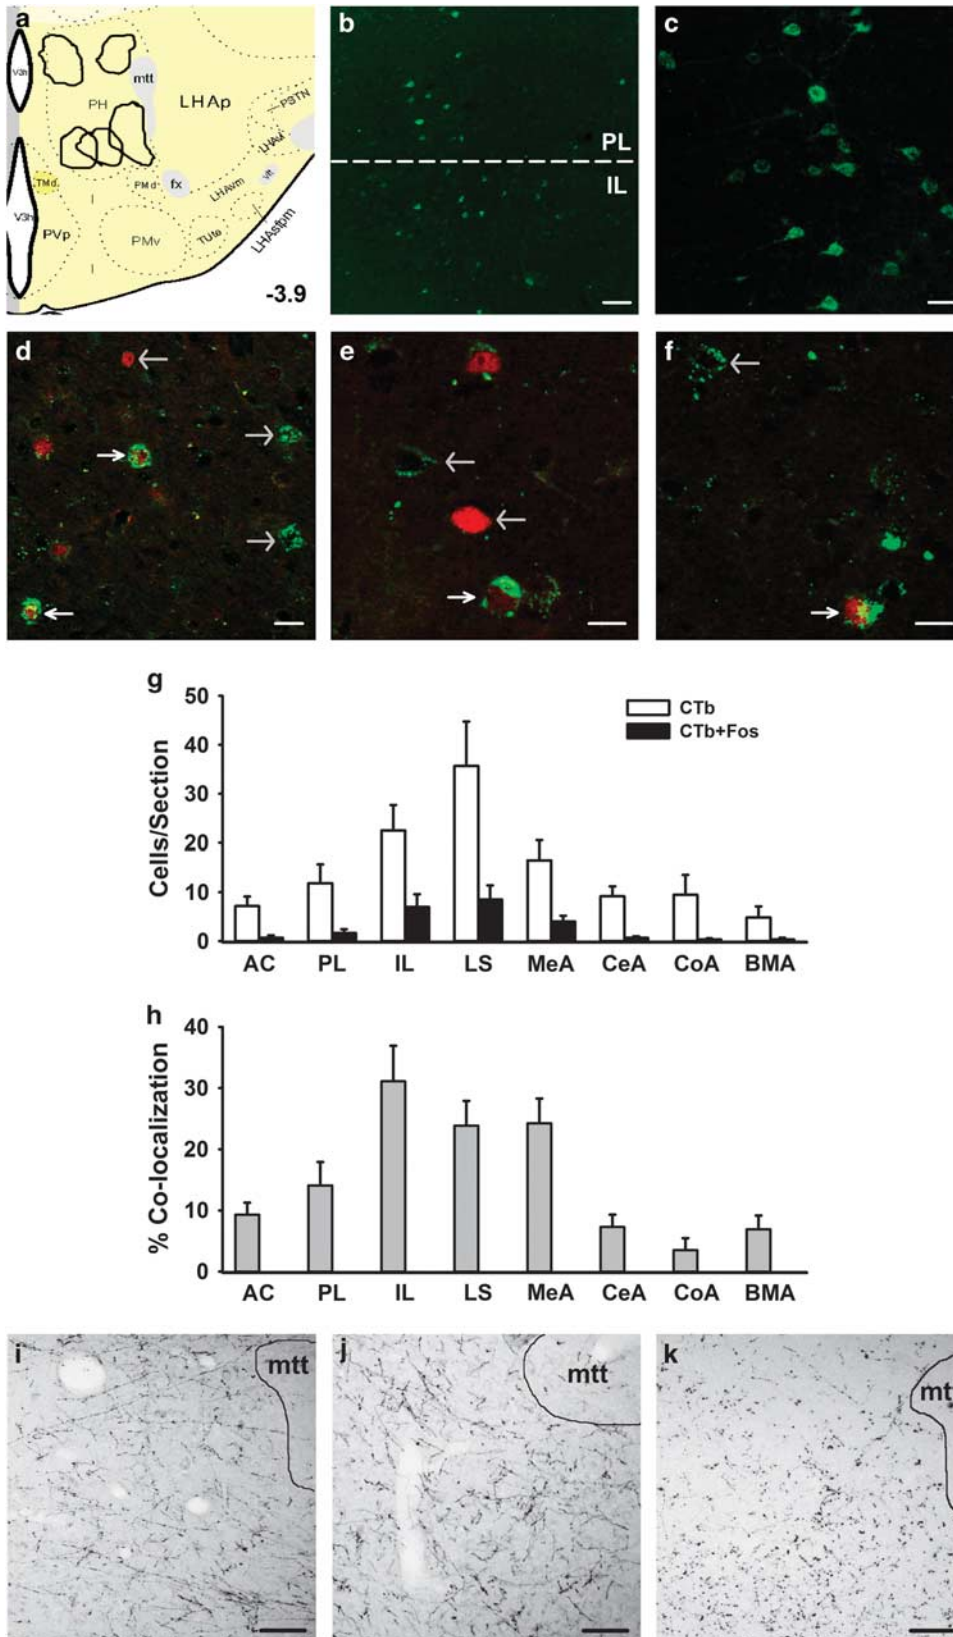 a
V3h
mtt
PH
LHAp
PSTN
LHAvl
TMd
PMd
fx
LHAvm
V3h
I
PVp
PMv
TUte
LHAsfpm
I
-3.9
b
PL
IL
c
d
e
f
g
50
40
30
20
10
0
Cells/Section
CTb
CTb+Fos
AC PL IL LS MeA CeA CoA BMA
h
40
30
20
10
0
% Co-localization
AC PL IL LS MeA CeA CoA BMA
i
mtt
j
mtt
k
mt